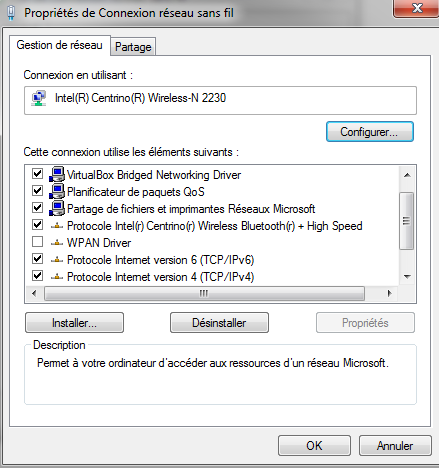 Propriétés de Connexion réseau sans fil
Gestion de réseau
Partage
Connexion en utilisant :
Intel(R) Centrino(R) Wireless-N 2230
Configurer...
Cette connexion utilise les éléments suivants :
VirtualBox Bridged Networking Driver
Planificateur de paquets QoS
Partage de fichiers et imprimantes Réseaux Microsoft
Protocole Intel(r) Centrino(r) Wireless Bluetooth(r) + High Speed
WPAN Driver
Protocole Internet version 6 (TCP/IPv6)
Protocole Internet version 4 (TCP/IPv4)
Installer...
Désinstaller
Propriétés
Description
Permet à votre ordinateur d'accéder aux ressources d'un réseau Microsoft.
OK
Annuler